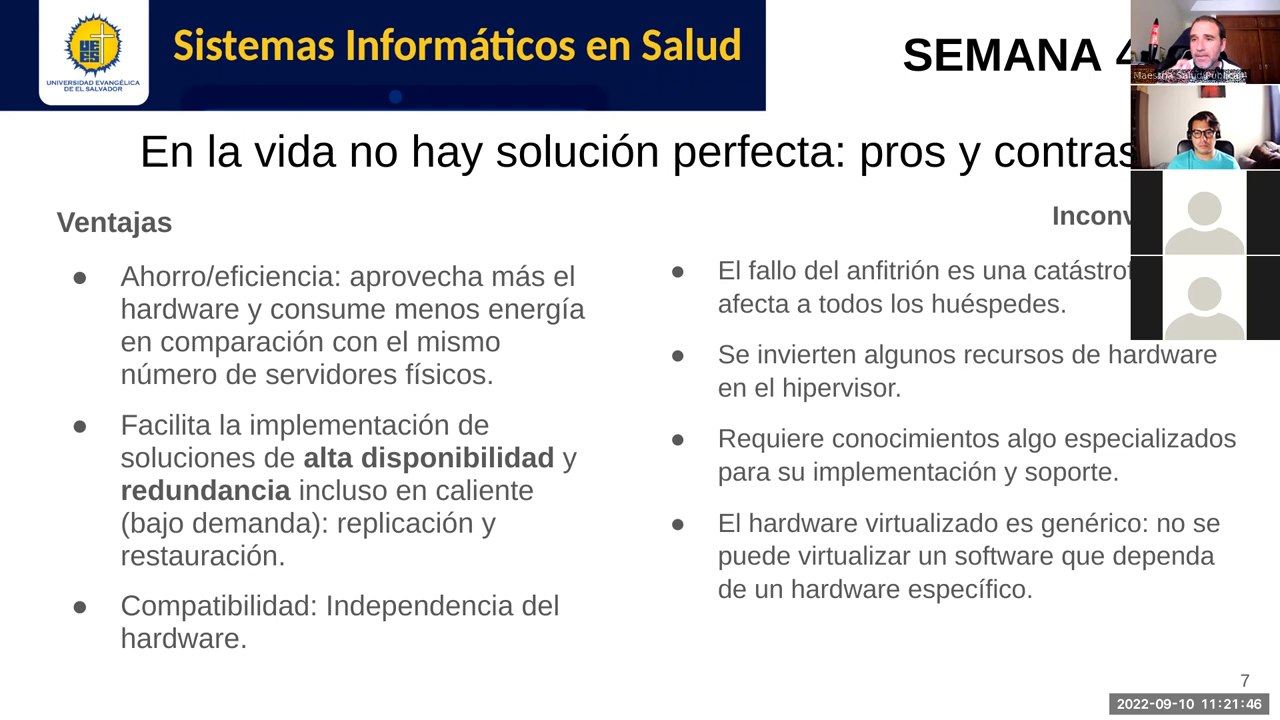 UNIVERSIDAD EVANGÉLICA
DE EL SALVADOR
Sistemas Informáticos en Salud
SEMANA 4
Maestria Salud Publica
En la vida no hay solución perfecta: pros y contras
Ventajas
● Ahorro/eficiencia: aprovecha más el
hardware y consume menos energía
en comparación con el mismo
número de servidores físicos.
● Facilita la implementación de
soluciones de alta disponibilidad y
redundancia incluso en caliente
(bajo demanda): replicación y
restauración.
● Compatibilidad: Independencia del
hardware.
Inconv
● El fallo del anfitrión es una catástrof
afecta a todos los huéspedes.
● Se invierten algunos recursos de hardware
en el hipervisor.
● Requiere conocimientos algo especializados
para su implementación y soporte.
● El hardware virtualizado es genérico: no se
puede virtualizar un software que dependa
de un hardware específico.
7
2022-09-10 11:21:46